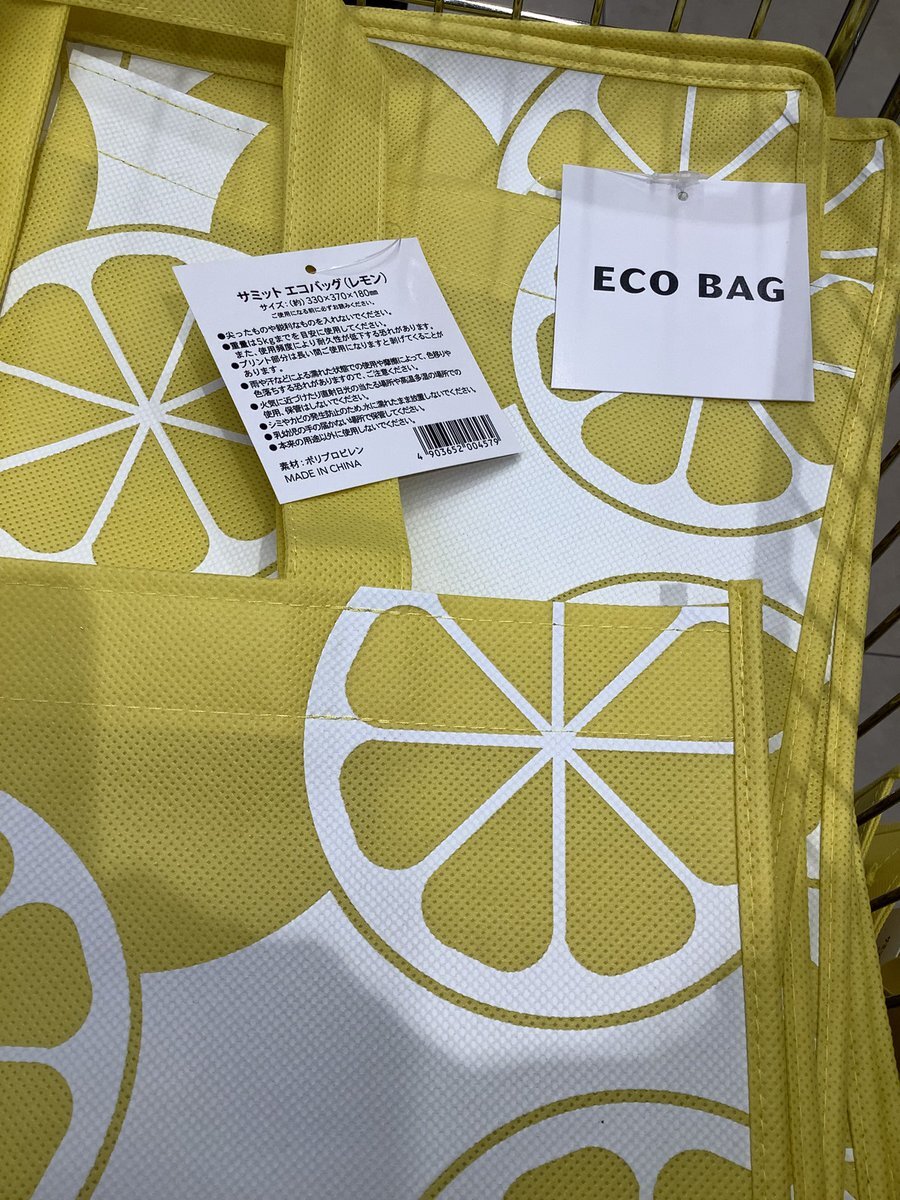 サミット エコバッグ(レモン)
サイズ:(約)330×370×180㎜
ご使用になる前に必ずお読みください。
●尖ったものや鋭利なものを入れないでください。
●重量は5kgまでを目安に使用してください。
また、使用頻度により耐久性が低下する恐れがあります。
●プリント部分は長い間ご使用になりますと剥げてくることが
あります。
●雨や汗などによる濡れた状態での使用や摩擦によって、色移りや
色落ちする恐れがありますので、ご注意ください。
●火気に近づけたり直射日光の当たる場所や高温多湿の場所での
使用、保管はしないでください。
●シミやカビの発生防止のため、水に濡れたまま放置しないでください。
●乳幼児の手の届かない場所で保管してください。
●本来の用途以外に使用しないでください。
素材:ポリプロピレン
MADE IN CHINA
4 903652 004579
ECO BAG